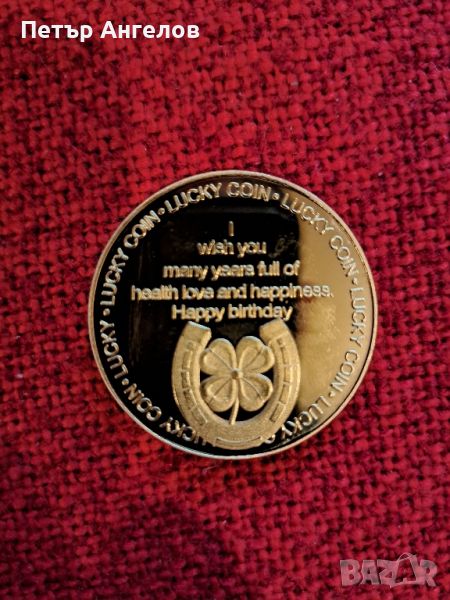 Петър Ангелов
LUCKY COIN • LUCKY COIN • LUCKY COIN • LUCKY COIN • LUCKY
I
wish you
many years full of
health love and happiness.
Happy birthday
BAZAR